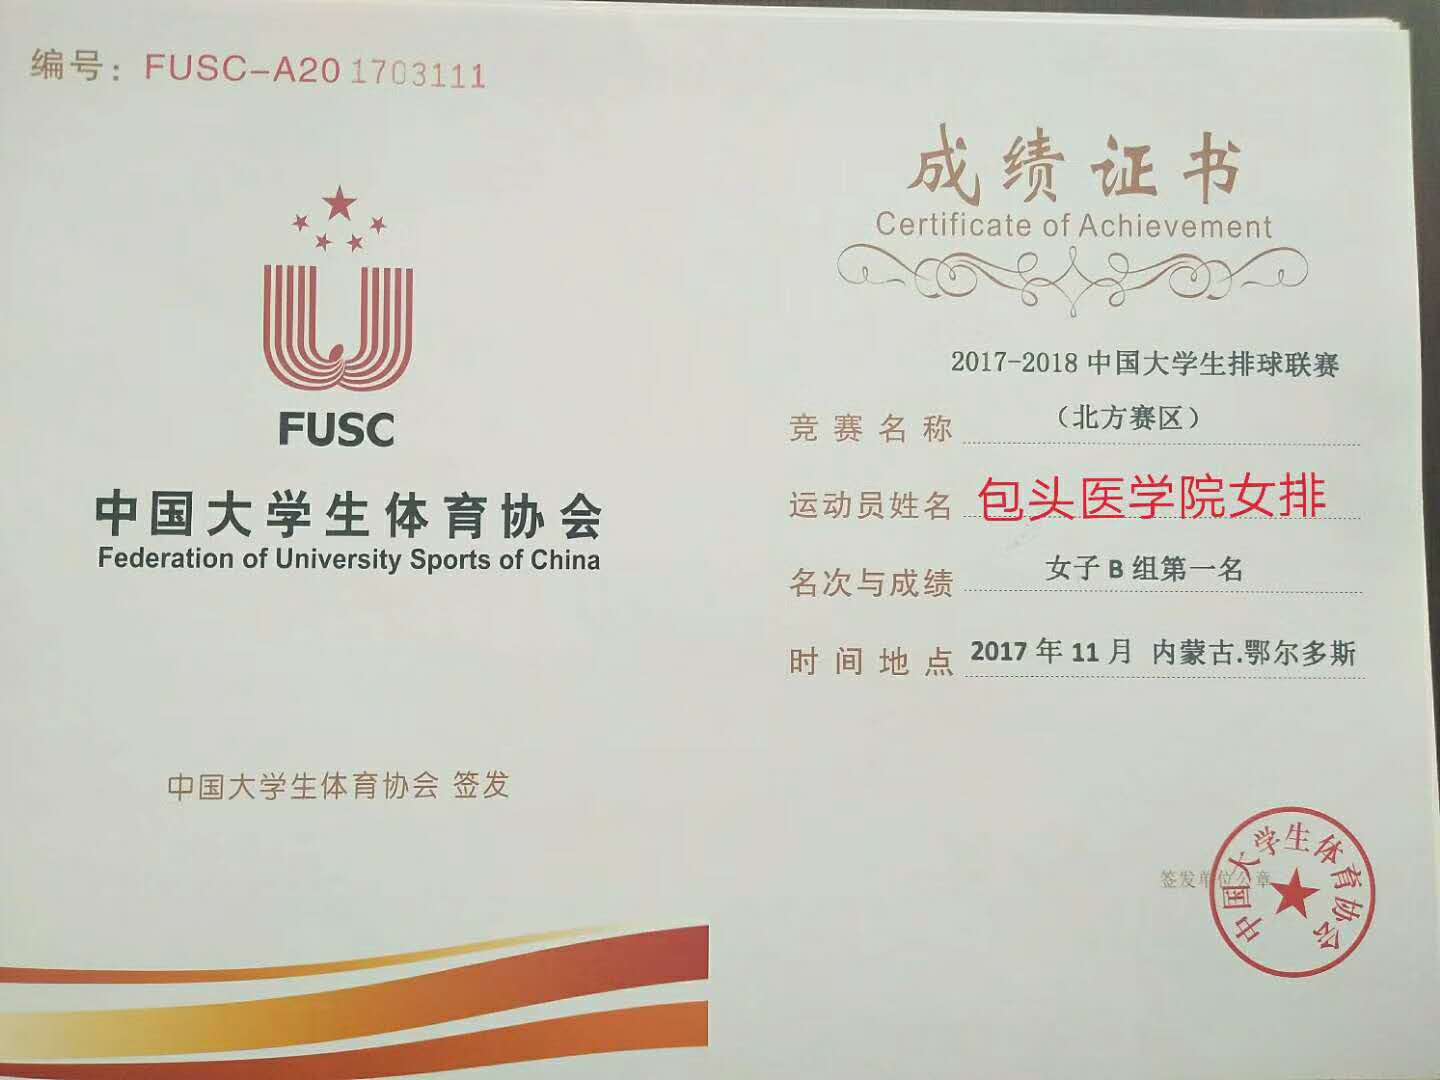 编号：FUSC-A201703111
FUSC
中国大学生体育协会
Federation of University Sports of China
中国大学生体育协会 签发
成绩证书
Certificate of Achievement
2017-2018 中国大学生排球联赛
竞赛名称 （北方赛区）
运动员姓名 包头医学院女排
名次与成绩 女子 B 组第一名
时间地点 2017 年 11 月 内蒙古.鄂尔多斯
签发单位公章
中国大学生体育协会